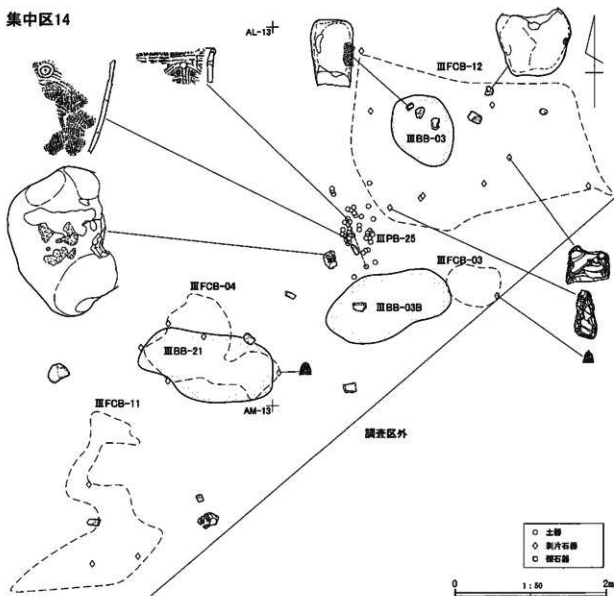 集中区14
AL-13
ⅢFCB-12
ⅢBB-03
ⅢPB-25
ⅢFCB-03
ⅢFCB-04
ⅢBB-03B
ⅢBB-21
AM-13
ⅢFCB-11
調査区外
土器
剥片石器
礫石器
0 1:50 2m